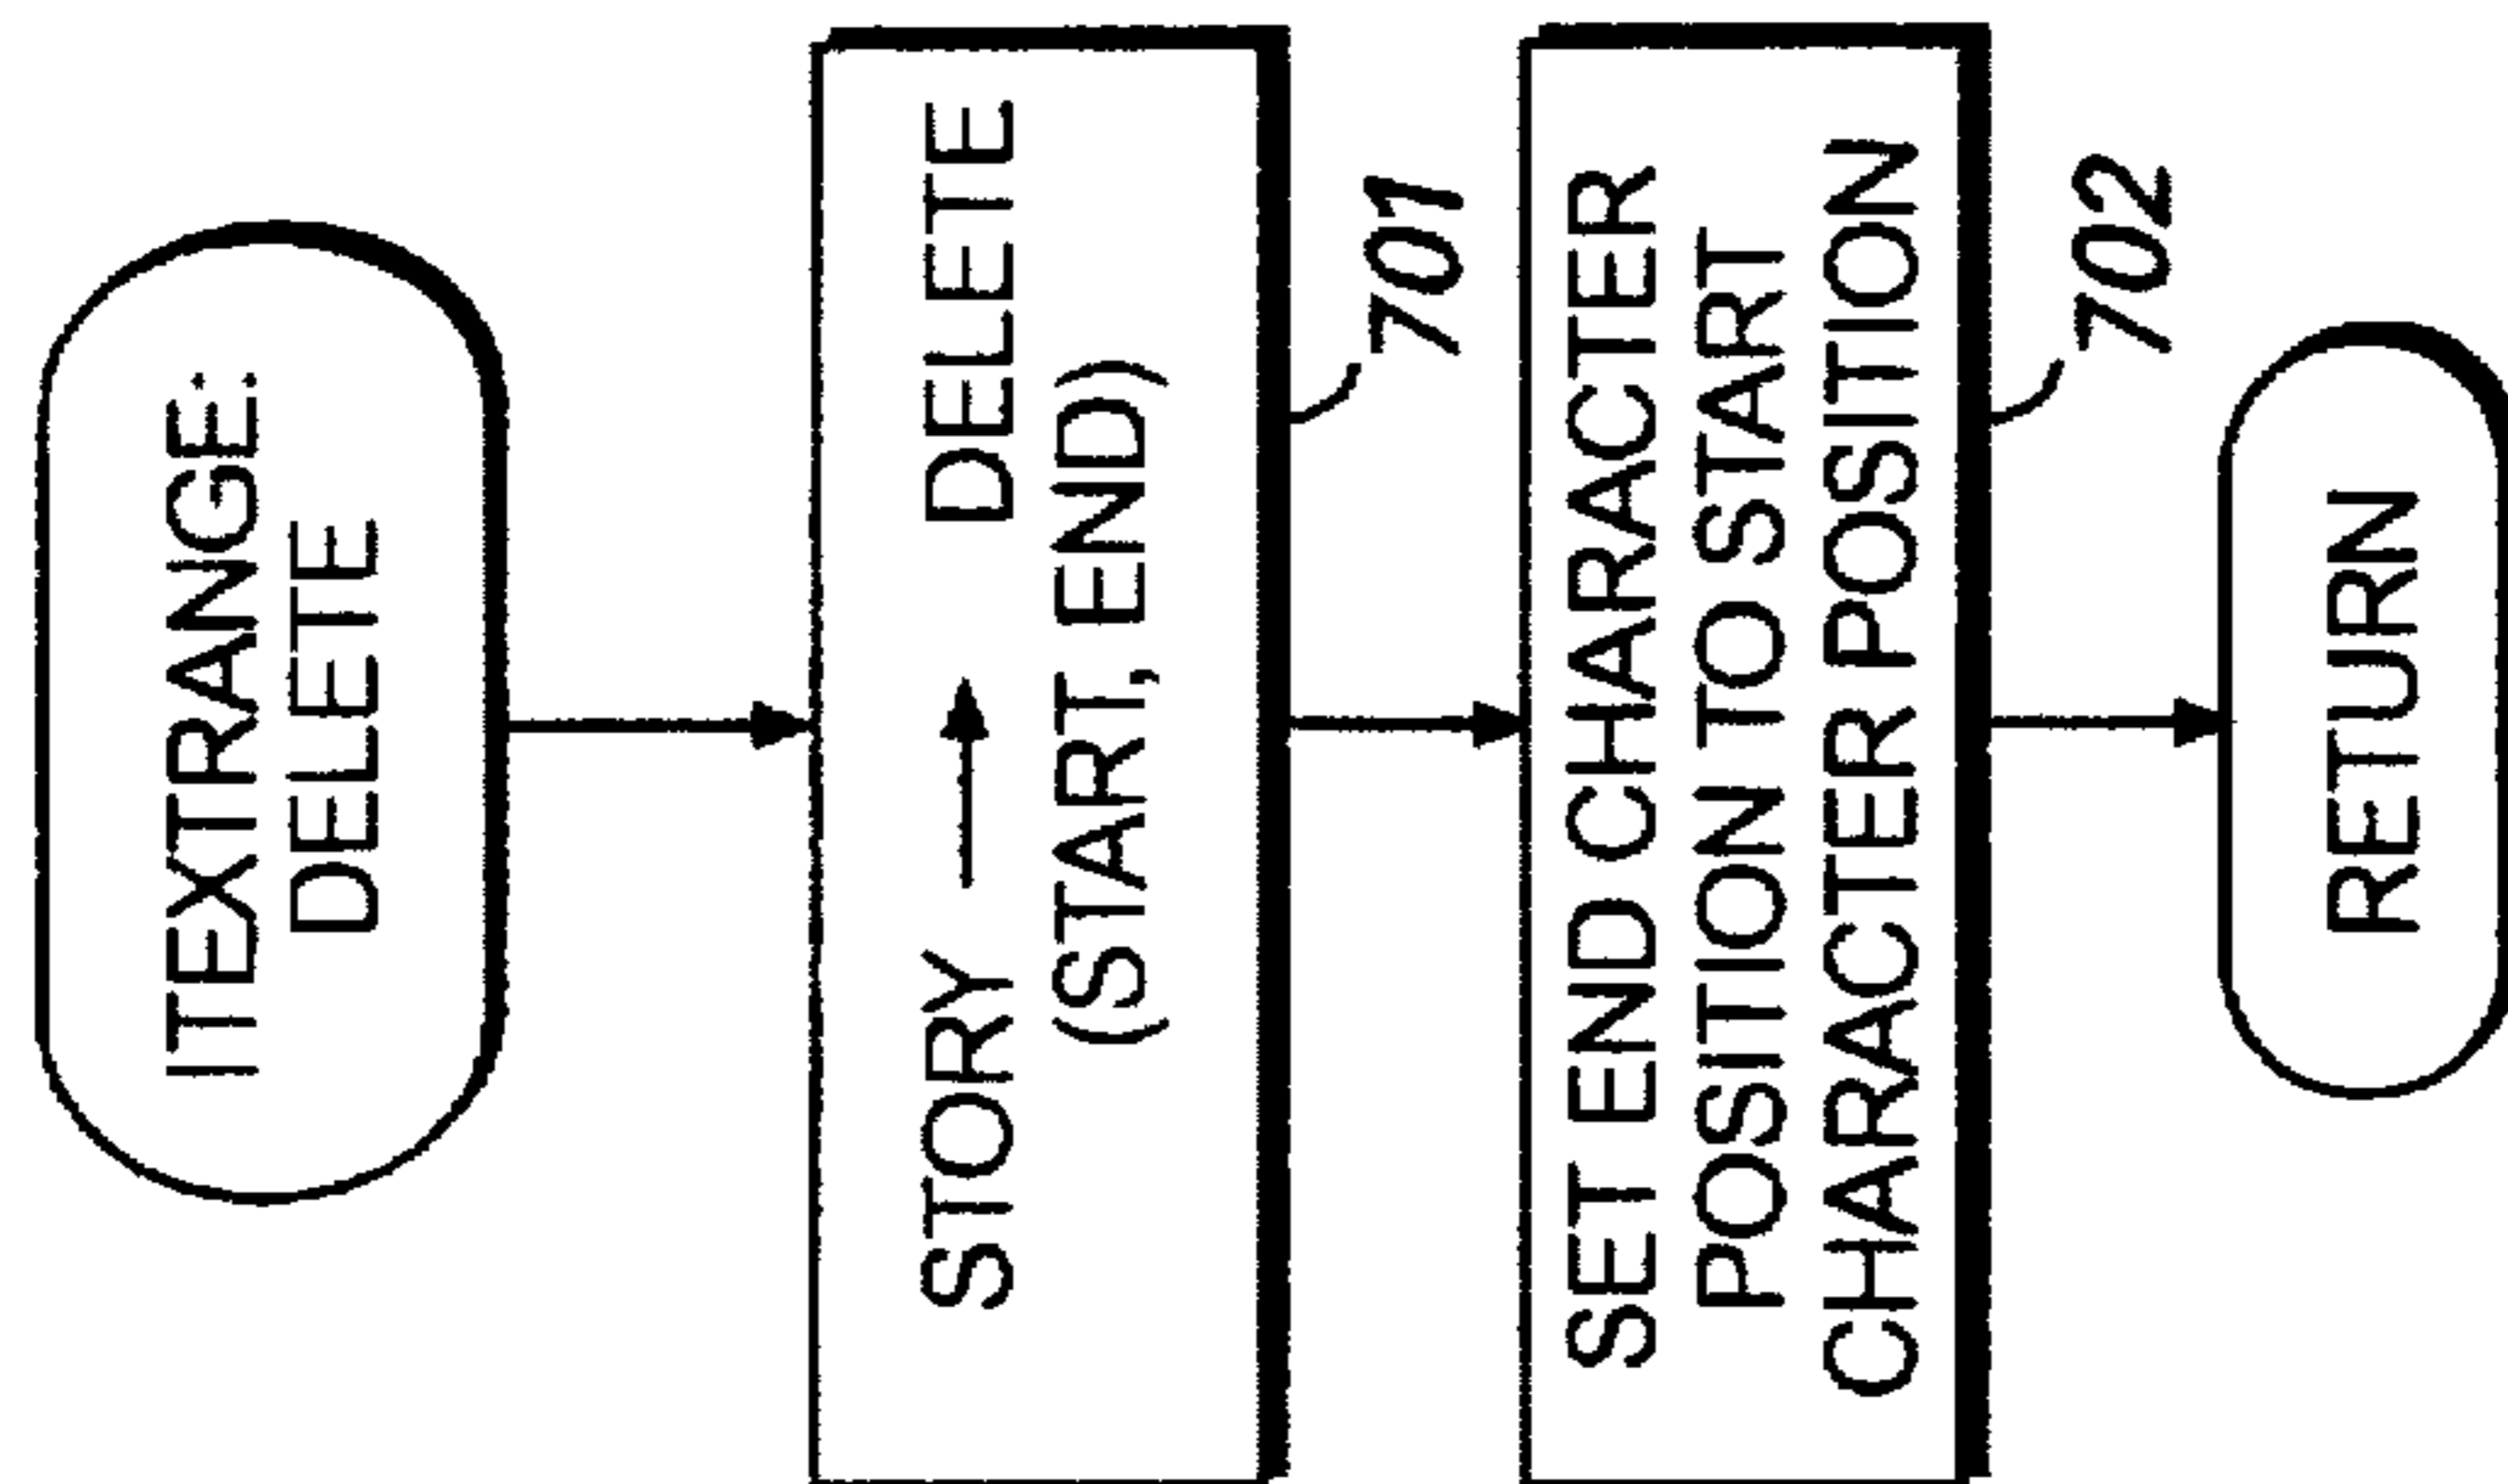 ITEXTRANGE:
DELETE
STORY → DELETE
(START, END)
701
SET END CHARACTER
POSITION TO START
CHARACTER POSITION
702
RETURN